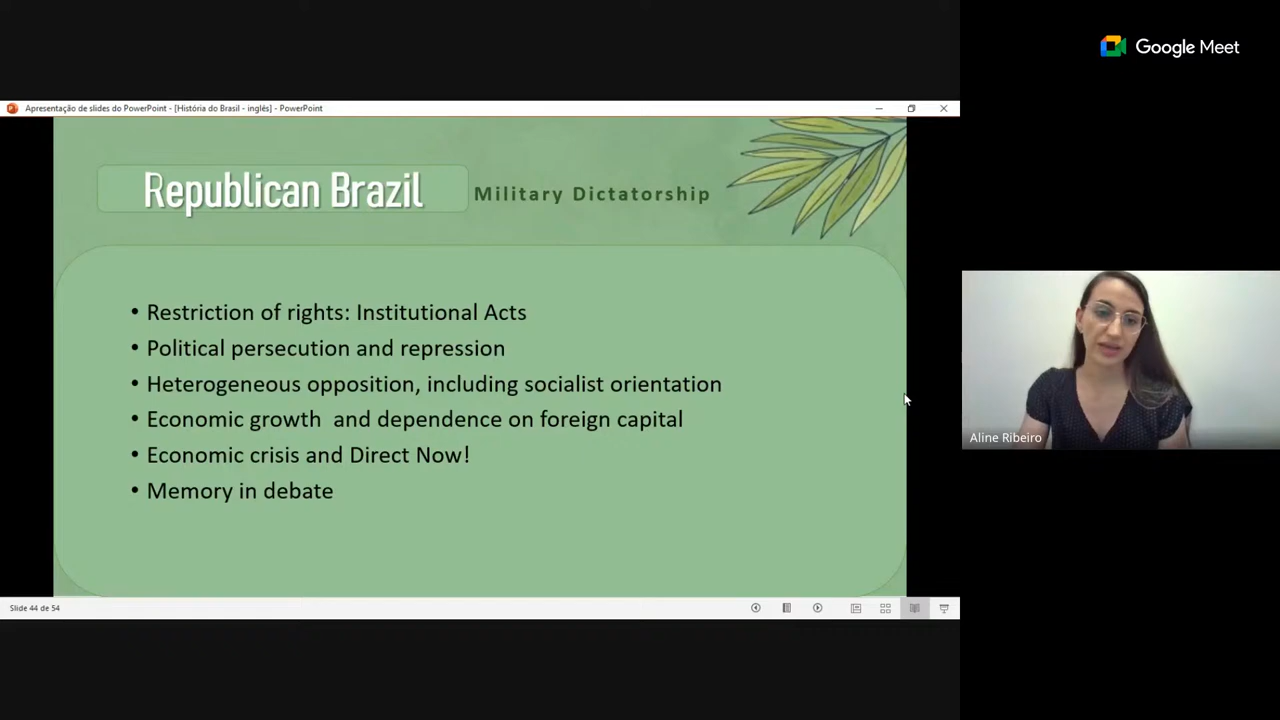 Google Meet
Apresentação de slides do PowerPoint - [História do Brasil - inglês] - PowerPoint
Republican Brazil
Military Dictatorship
• Restriction of rights: Institutional Acts
• Political persecution and repression
• Heterogeneous opposition, including socialist orientation
• Economic growth and dependence on foreign capital
• Economic crisis and Direct Now!
• Memory in debate
Aline Ribeiro
Slide 44 de 54